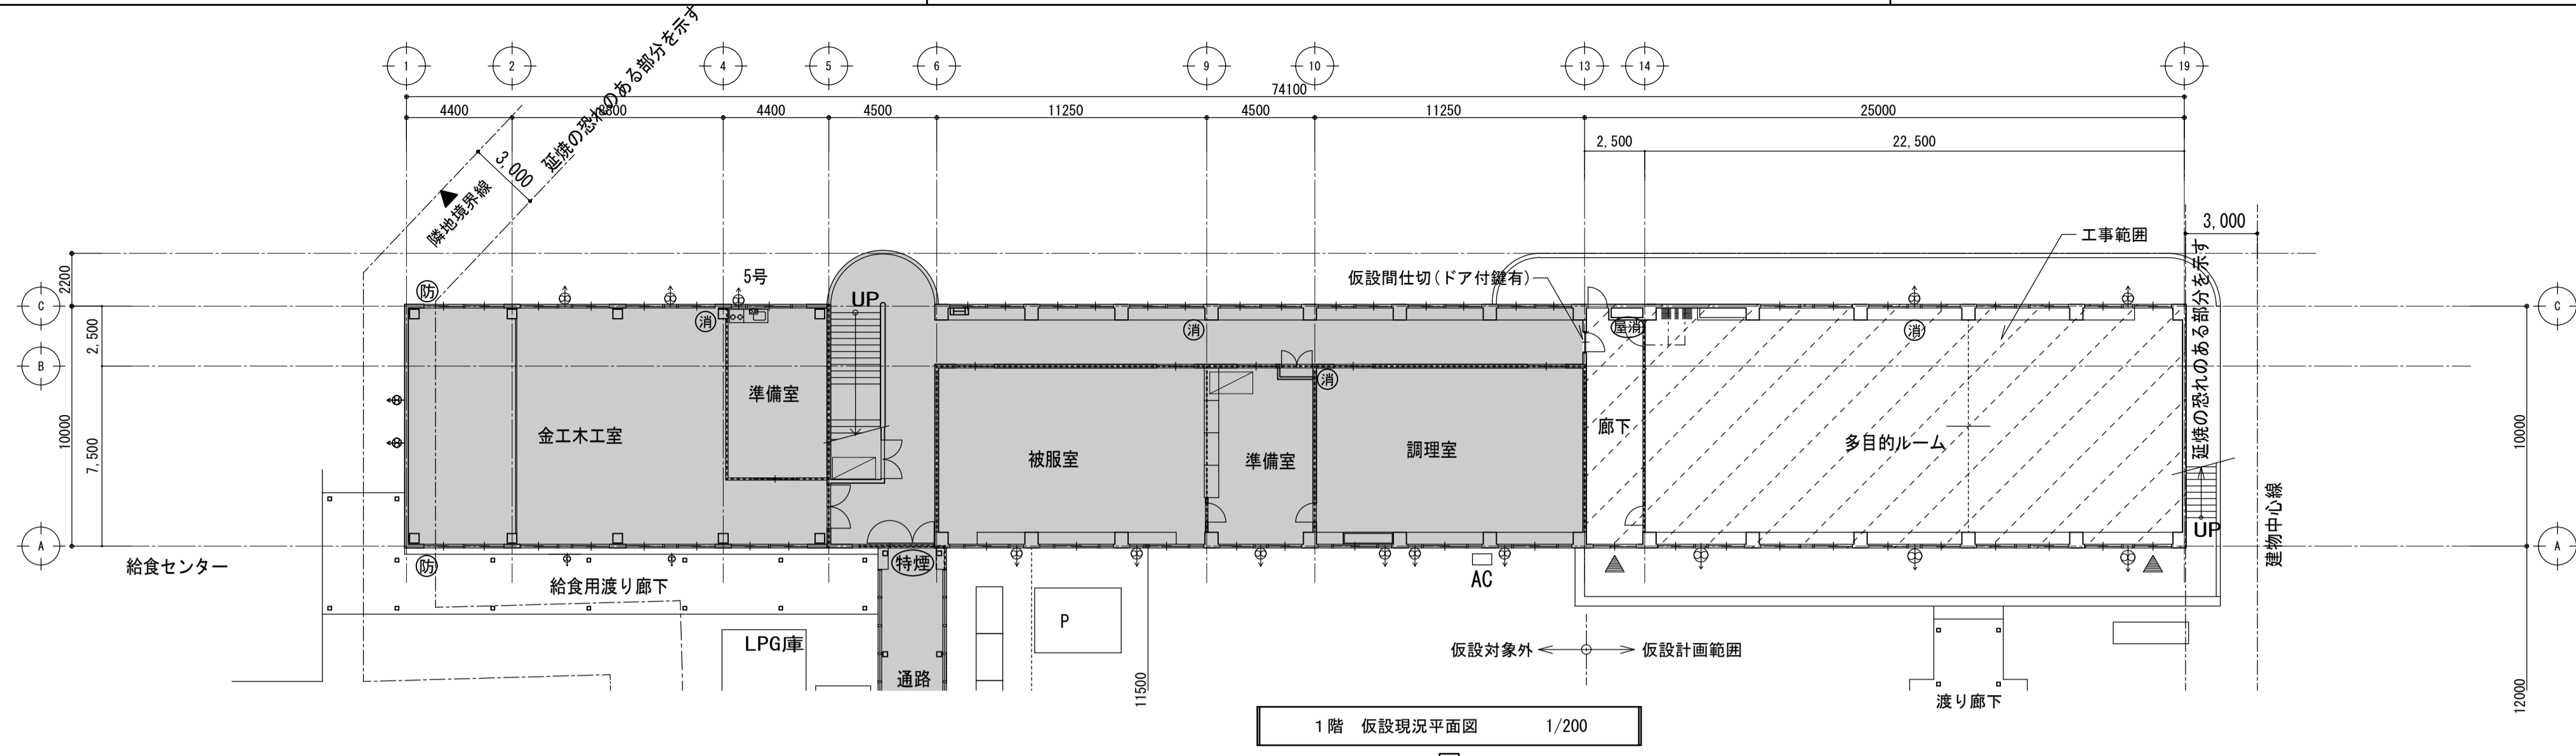 1
2
4
5
6
9
10
13
14
19
74100
4400
4400
4500
11250
4500
11250
25000
2,500
22,500
延焼の恐れのある部分を示す
3,000
隣地境界線
3,000
延焼の恐れのある部分を示す
工事範囲
仮設間仕切(ドア付鍵有)
5号
防
UP
2200
C
C
消
消
屋消
消
2,500
B
消
準備室
10000
金工木工室
7,500
被服室
準備室
調理室
廊下
多目的ルーム
10000
建物中心線
UP
A
A
給食センター
防
給食用渡り廊下
特煙
AC
P
LPG庫
通路
11500
仮設対象外
仮設計画範囲
渡り廊下
12000
1階 仮設現況平面図 1/200